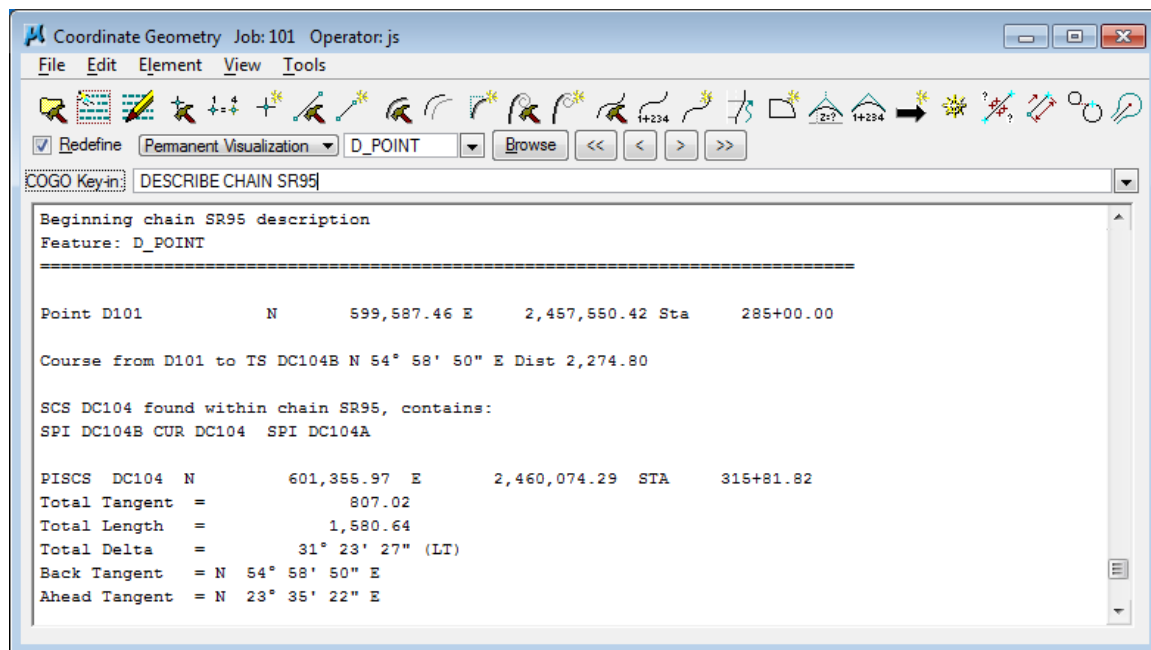 Coordinate Geometry Job: 101 Operator: js
File Edit Element View Tools
1+234 z=? 1+234
Redefine Permanent Visualization D_POINT Browse << < > >>
COGO Key-in: DESCRIBE CHAIN SR95
Beginning chain SR95 description
Feature: D_POINT
==============================================================================
Point D101 N 599,587.46 E 2,457,550.42 Sta 285+00.00
Course from D101 to TS DC104B N 54° 58' 50" E Dist 2,274.80
SCS DC104 found within chain SR95, contains:
SPI DC104B CUR DC104 SPI DC104A
PISCS DC104 N 601,355.97 E 2,460,074.29 STA 315+81.82
Total Tangent = 807.02
Total Length = 1,580.64
Total Delta = 31° 23' 27" (LT)
Back Tangent = N 54° 58' 50" E
Ahead Tangent = N 23° 35' 22" E